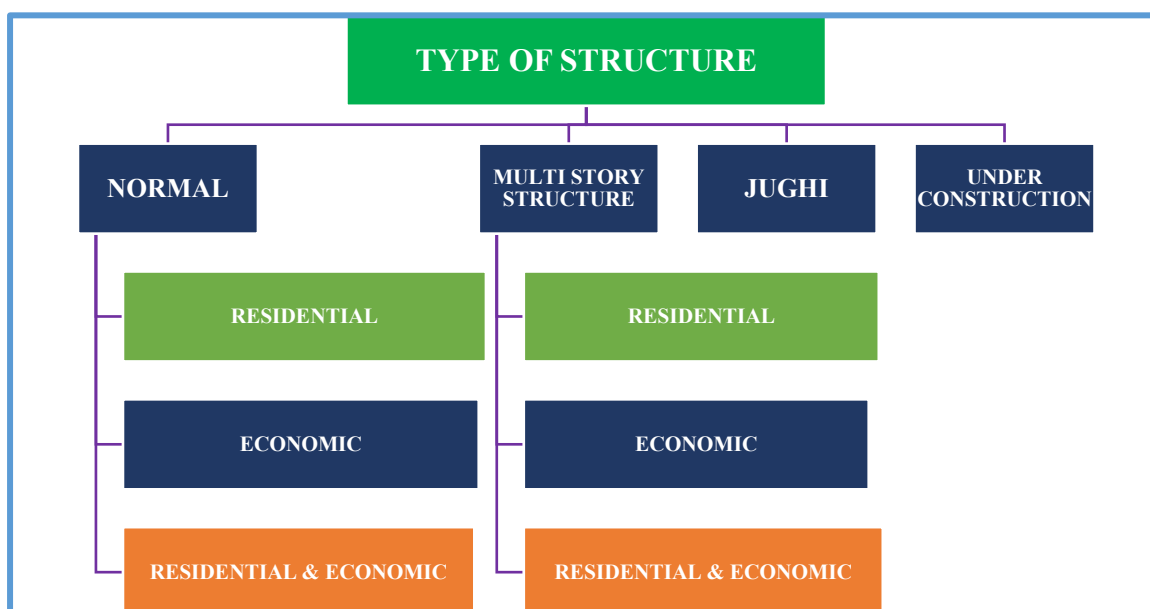 TYPE OF STRUCTURE
NORMAL
MULTI STORY
STRUCTURE
JUGHI
UNDER
CONSTRUCTION
RESIDENTIAL
RESIDENTIAL
ECONOMIC
ECONOMIC
RESIDENTIAL & ECONOMIC
RESIDENTIAL & ECONOMIC